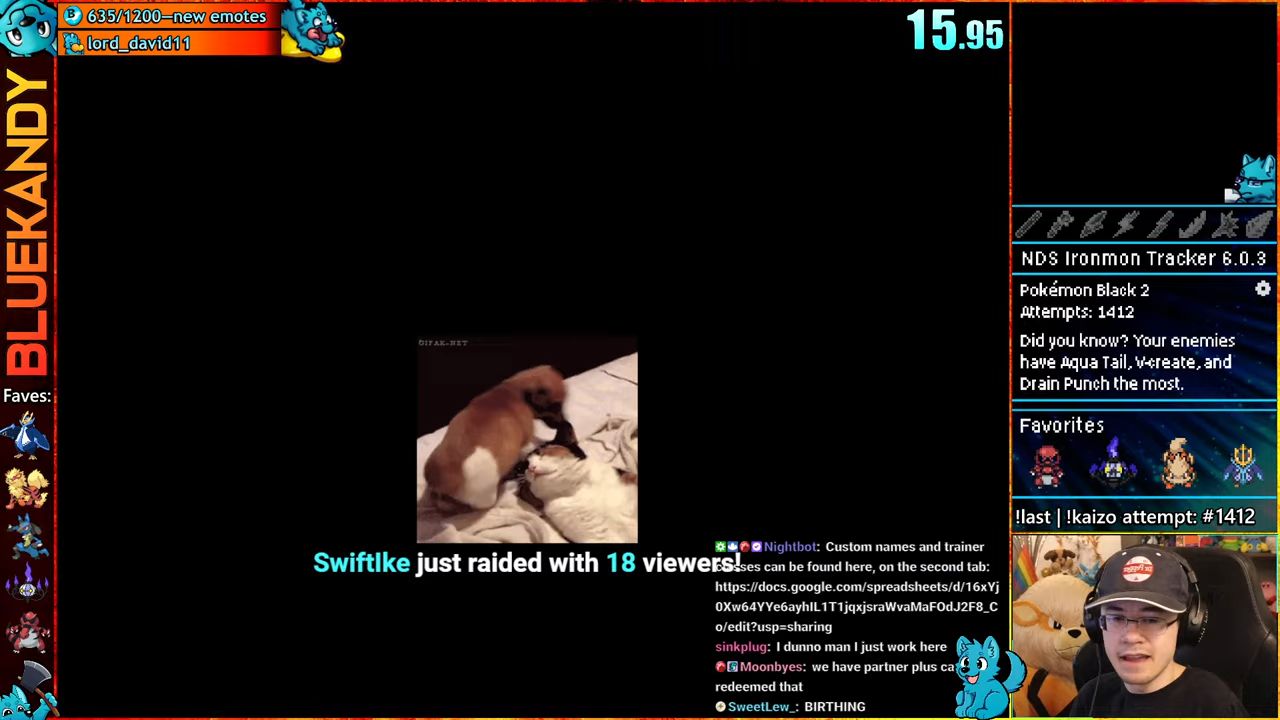 635/1200—new emotes
lord_david11
15.95
BLUEKANDY
Faves:
NDS Ironmon Tracker 6.0.3
Pokémon Black 2
Attempts: 1412
Did you know? Your enemies
have Aqua Tail, V-create, and
Drain Punch the most.
Favorites
!last | !kaizo attempt: #1412
GIFAK-NET
SwiftIke just raided with 18 viewers!
Nightbot: Custom names and trainer
classes can be found here, on the second tab:
https://docs.google.com/spreadsheets/d/16xYj
0Xw64YYe6ayhIL1T1jqxjsraWvaMaFOdJ2F8_C
o/edit?usp=sharing
sinkplug: I dunno man I just work here
Moonbyes: we have partner plus ca
redeemed that
SweetLew_: BIRTHING